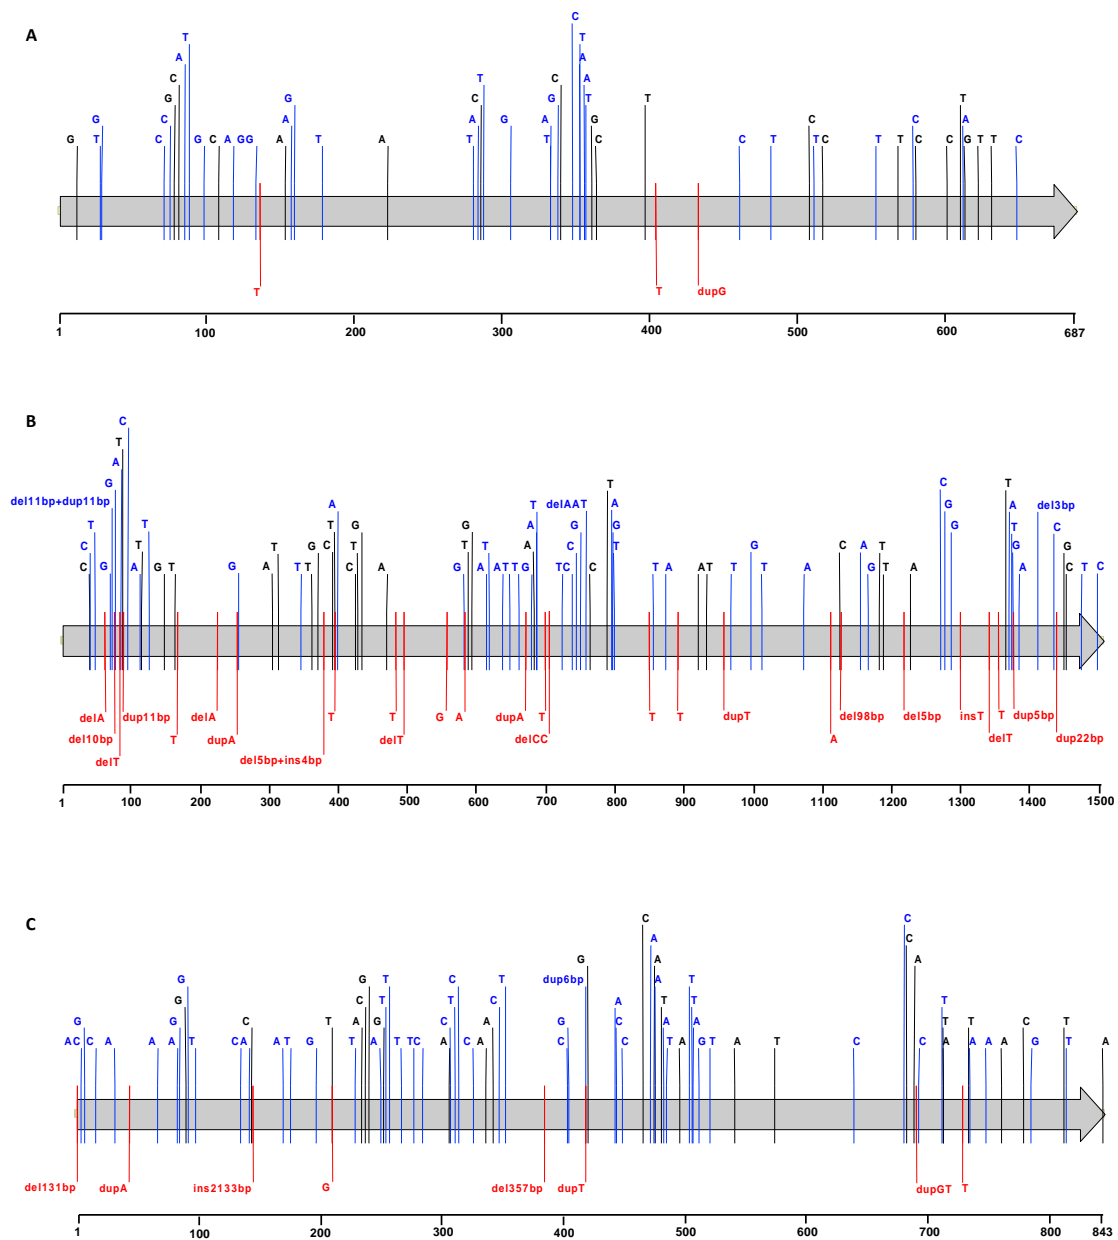 A
C
T
T
A
C A
G G C T
G C G A G C T T T
G C A C T A G C A
G T C G C A GG A T A T T G C C T T C T T C C G T T C
T T dupG
1 100 200 300 400 500 600 687
B
C
T
A
G C T T
del11bp+dup11bp A T delAAT A A del3bp
T T T G G A G G G T C
C T T G C T T T A C T C T A T G G
C G A G T G A T T C A G A A T T G T C C T A A T T T A C G T A A C T C
delA dup11bp delA T T G A dupA T T T dupT del98bp del5bp insT T dup5bp
del10bp T dupA delT delCC A delT dup22bp
delT del5bp+ins4bp
1 100 200 300 400 500 600 700 800 900 1000 1100 1200 1300 1400 1500
C
C C
A C
G A A
G G T C T dup6bp A T C
G C T T C A C T T T
G G C T A G C A G C A T A T T
A C C A A A T C A A T G T A T T C A C A C C T A G T A T C C A A A A G T A
del131bp dupA ins2133bp G del357bp dupT dupGT T
1 100 200 300 400 500 600 700 800 843